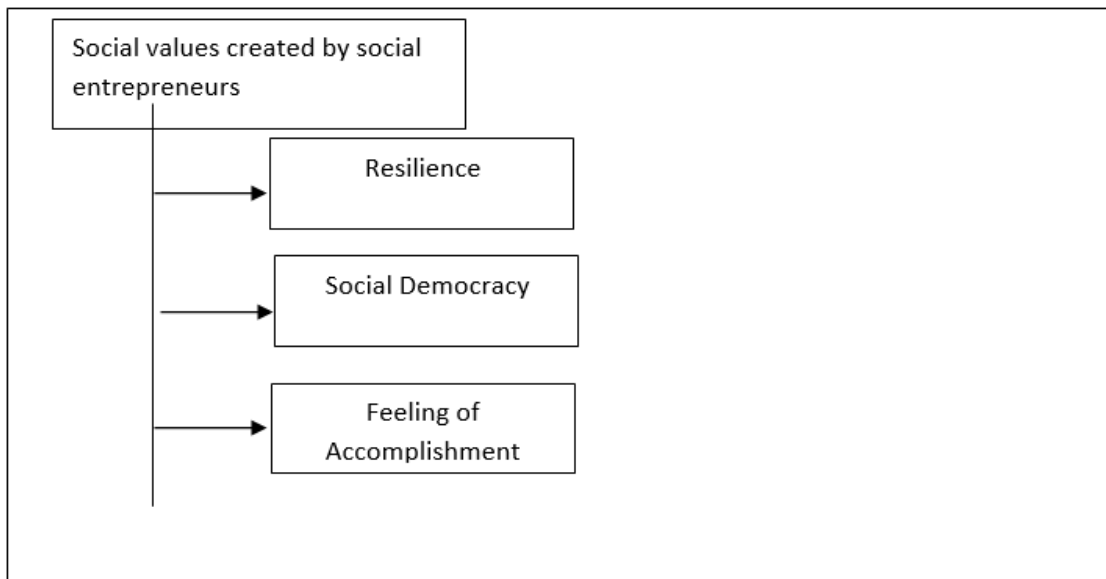 Social values created by social
entrepreneurs
Resilience
Social Democracy
Feeling of
Accomplishment